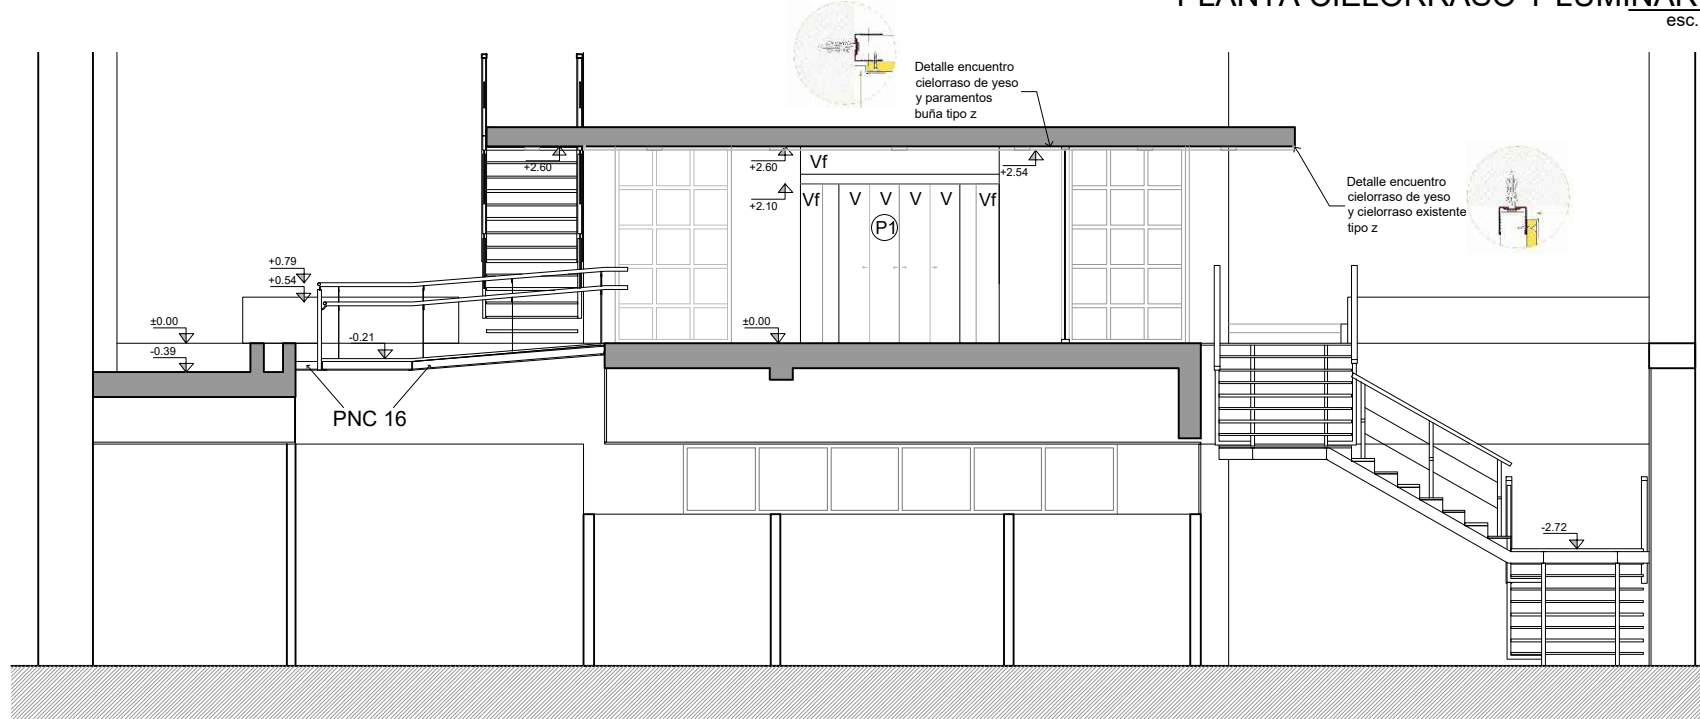 PLANTA CIELORRASO Y LUMINAR
esc.
Detalle encuentro
cielorraso de yeso
y paramentos
buña tipo z
+2.60
+2.60
Vf
+2.54
+2.10
Vf
V
V
V
V
Vf
P1
Detalle encuentro
cielorraso de yeso
y cielorraso existente
tipo z
+0.79
+0.54
±0.00
-0.39
-0.21
±0.00
PNC 16
-2.72